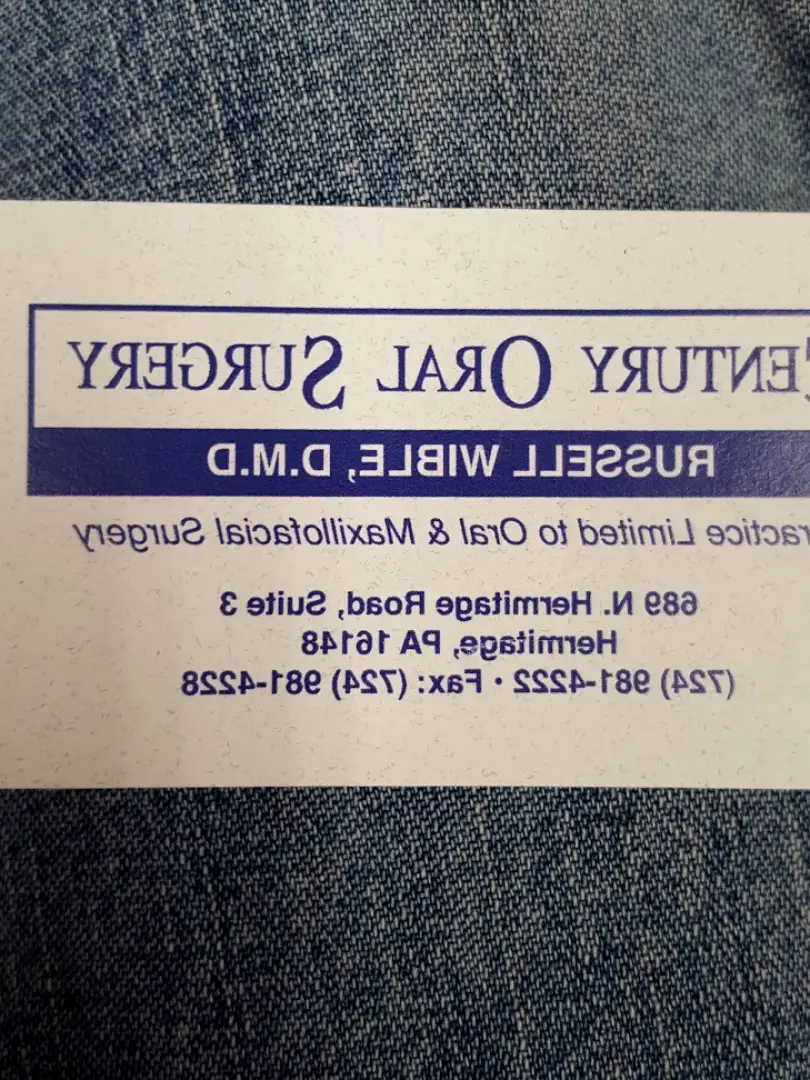 CENTURY ORAL SURGERY
RUSSELL WIBLE, D.M.D
ractice Limited to Oral & Maxillofacial Surgery
689 N. Hermitage Road, Suite 3
Hermitage, PA 16148
(724) 981-4222 • Fax: (724) 981-4228